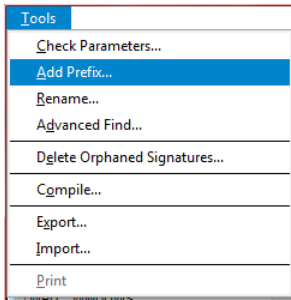 Tools
Check Parameters...
Add Prefix...
Rename...
Advanced Find...
Delete Orphaned Signatures...
Compile...
Export...
Import...
Print